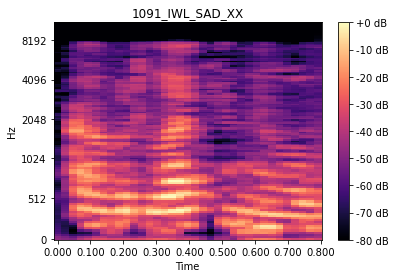 1091_IWL_SAD_XX
+0 dB
8192
-10 dB
4096
-20 dB
-30 dB
2048
Hz
-40 dB
1024
-50 dB
512
-60 dB
-70 dB
0
-80 dB
0.000 0.100 0.200 0.300 0.400 0.500 0.600 0.700 0.800
Time